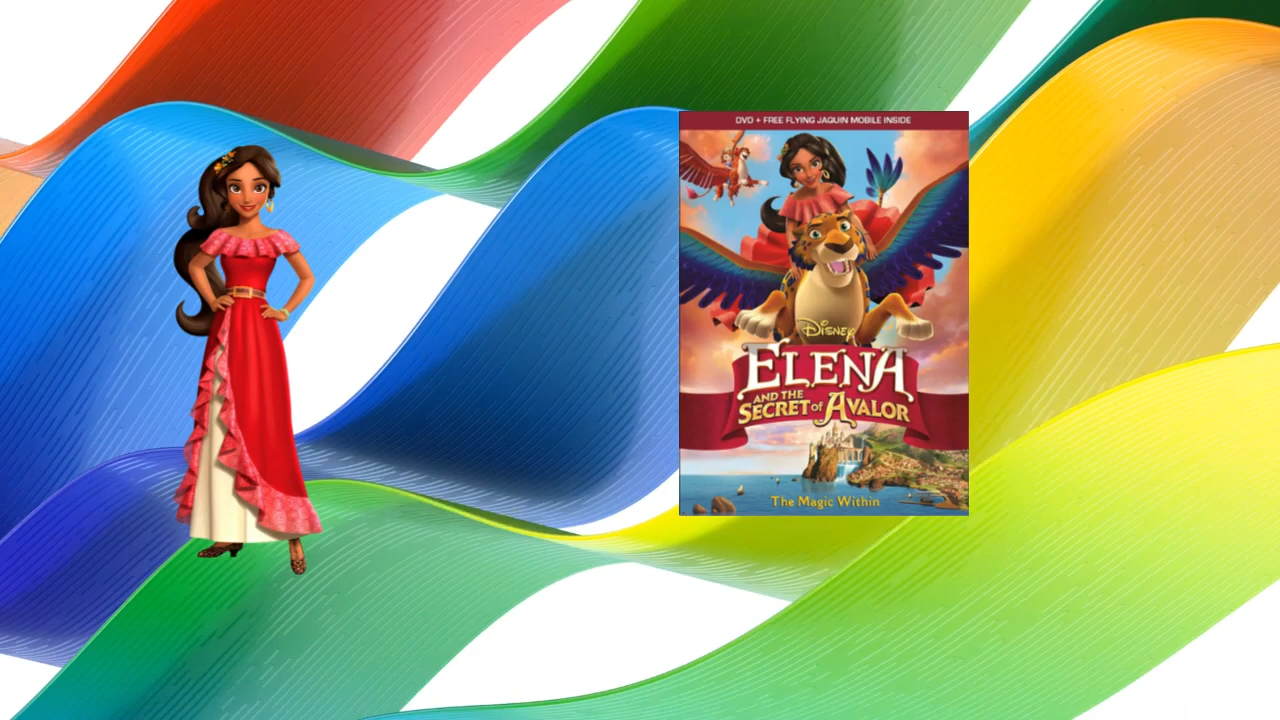 DVD + FREE FLYING JAQUIN MOBILE INSIDE
DISNEY
ELENA
AND THE
SECRET OF AVALOR
The Magic Within